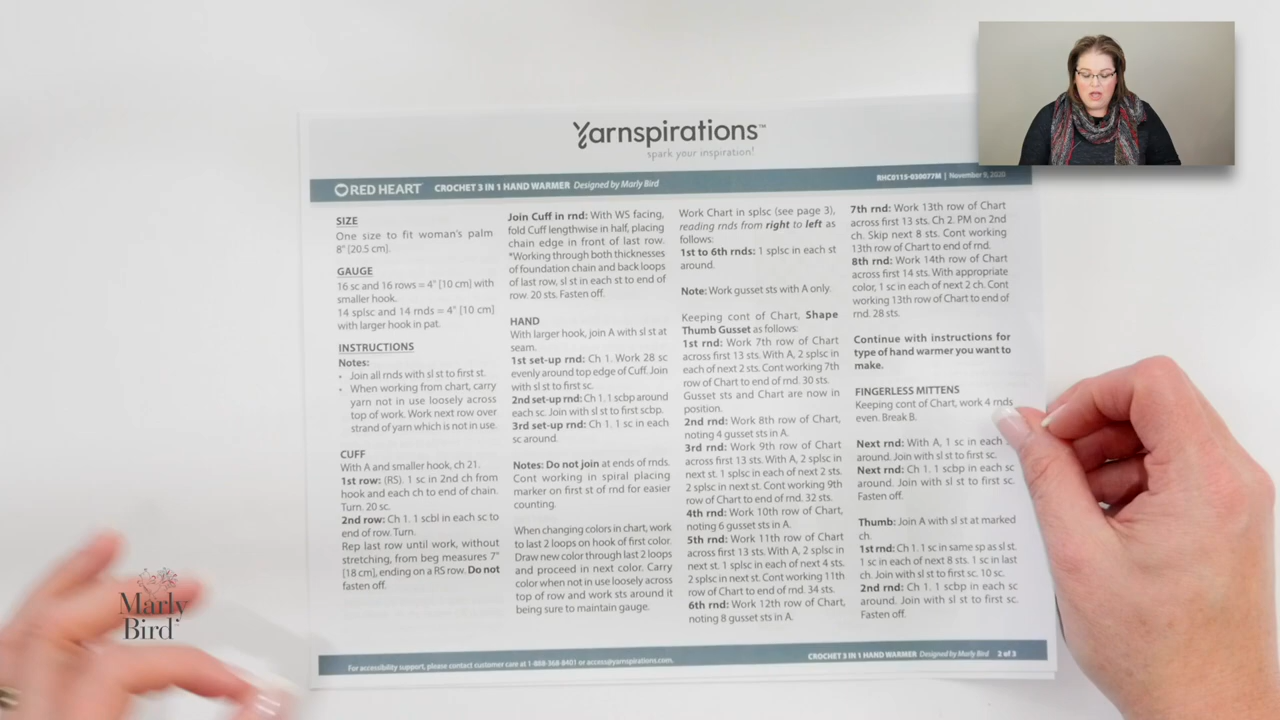 Yarnspirations™
spark your inspiration!
RED HEART CROCHET 3 IN 1 HAND WARMER Designed by Marly Bird
RHC0115-030077M | November 9, 2020
SIZE
One size to fit woman's palm
8" [20.5 cm].
GAUGE
16 sc and 16 rows = 4" [10 cm] with
smaller hook.
14 splsc and 14 rnds = 4" [10 cm]
with larger hook in pat.
INSTRUCTIONS
Notes:
• Join all rnds with sl st to first st.
• When working from chart, carry
yarn not in use loosely across
top of work. Work next row over
strand of yarn which is not in use.
CUFF
With A and smaller hook, ch 21.
1st row: (RS). 1 sc in 2nd ch from
hook and each ch to end of chain.
Turn. 20 sc.
2nd row: Ch 1. 1 scbl in each sc to
end of row. Turn.
Rep last row until work, without
stretching, from beg measures 7"
[18 cm], ending on a RS row. Do not
fasten off.
Join Cuff in rnd: With WS facing,
fold Cuff lengthwise in half, placing
chain edge in front of last row.
*Working through both thicknesses
of foundation chain and back loops
of last row, sl st in each st to end of
row. 20 sts. Fasten off.
HAND
With larger hook, join A with sl st at
seam.
1st set-up rnd: Ch 1. Work 28 sc
evenly around top edge of Cuff. Join
with sl st to first sc.
2nd set-up rnd: Ch 1. 1 scbp around
each sc. Join with sl st to first scbp.
3rd set-up rnd: Ch 1. 1 sc in each
sc around.
Notes: Do not join at ends of rnds.
Cont working in spiral placing
marker on first st of rnd for easier
counting.
When changing colors in chart, work
to last 2 loops on hook of first color.
Draw new color through last 2 loops
and proceed in next color. Carry
color when not in use loosely across
top of row and work sts around it
being sure to maintain gauge.
Work Chart in splsc (see page 3),
reading rnds from right to left as
follows:
1st to 6th rnds: 1 splsc in each st
around.
Note: Work gusset sts with A only.
Keeping cont of Chart, Shape
Thumb Gusset as follows:
1st rnd: Work 7th row of Chart
across first 13 sts. With A, 2 splsc in
each of next 2 sts. Cont working 7th
row of Chart to end of rnd. 30 sts.
Gusset sts and Chart are now in
position.
2nd rnd: Work 8th row of Chart,
noting 4 gusset sts in A.
3rd rnd: Work 9th row of Chart
across first 13 sts. With A, 2 splsc in
next st. 1 splsc in each of next 2 sts.
2 splsc in next st. Cont working 9th
row of Chart to end of rnd. 32 sts.
4th rnd: Work 10th row of Chart,
noting 6 gusset sts in A.
5th rnd: Work 11th row of Chart
across first 13 sts. With A, 2 splsc in
next st. 1 splsc in each of next 4 sts.
2 splsc in next st. Cont working 11th
row of Chart to end of rnd. 34 sts.
6th rnd: Work 12th row of Chart,
noting 8 gusset sts in A.
7th rnd: Work 13th row of Chart
across first 13 sts. Ch 2. PM on 2nd
ch. Skip next 8 sts. Cont working
13th row of Chart to end of rnd.
8th rnd: Work 14th row of Chart
across first 14 sts. With appropriate
color, 1 sc in each of next 2 ch. Cont
working 13th row of Chart to end of
rnd. 28 sts.
Continue with instructions for
type of hand warmer you want to
make.
FINGERLESS MITTENS
Keeping cont of Chart, work 4 rnds
even. Break B.
Next rnd: With A, 1 sc in each
around. Join with sl st to first sc.
Next rnd: Ch 1. 1 scbp in each sc
around. Join with sl st to first sc.
Fasten off.
Thumb: Join A with sl st at marked
ch.
1st rnd: Ch 1. 1 sc in same sp as sl st.
1 sc in each of next 8 sts. 1 sc in last
ch. Join with sl st to first sc. 10 sc.
2nd rnd: Ch 1. 1 scbp in each sc
around. Join with sl st to first sc.
Fasten off.
For accessibility support, please contact customer care at 1-888-368-8401 or access@yarnspirations.com.
CROCHET 3 IN 1 HAND WARMER Designed by Marly Bird 2 of 3
Marly
Bird